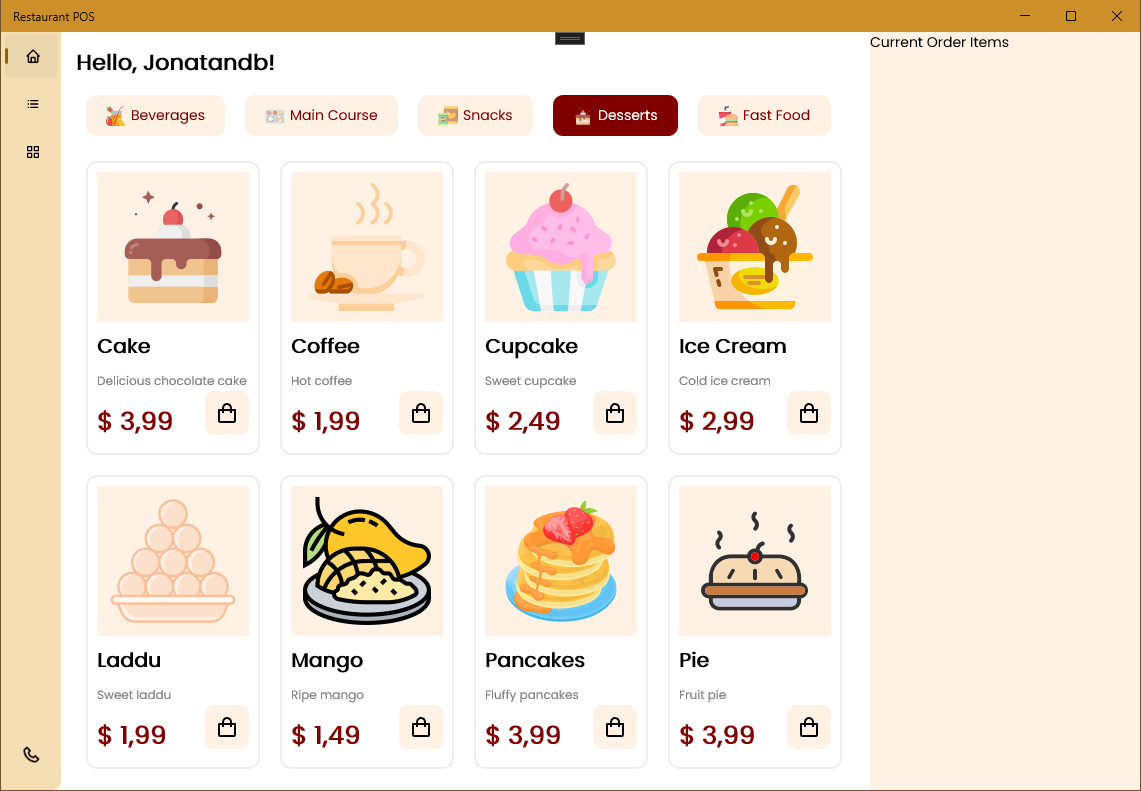 Restaurant POS
Hello, Jonatandb!
Current Order Items
Beverages
Main Course
Snacks
Desserts
Fast Food
Cake
Delicious chocolate cake
$ 3,99
Coffee
Hot coffee
$ 1,99
Cupcake
Sweet cupcake
$ 2,49
Ice Cream
Cold ice cream
$ 2,99
Laddu
Sweet laddu
$ 1,99
Mango
Ripe mango
$ 1,49
Pancakes
Fluffy pancakes
$ 3,99
Pie
Fruit pie
$ 3,99